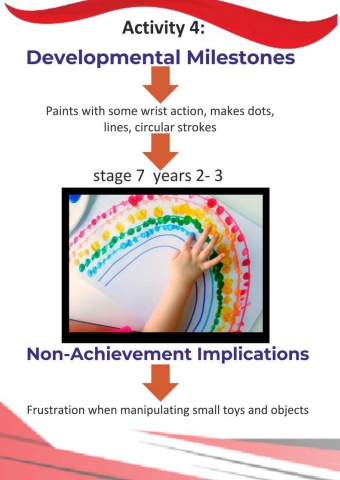 Activity 4:
Developmental Milestones
Paints with some wrist action, makes dots,
lines, circular strokes
stage 7 years 2- 3
Non-Achievement Implications
Frustration when manipulating small toys and objects